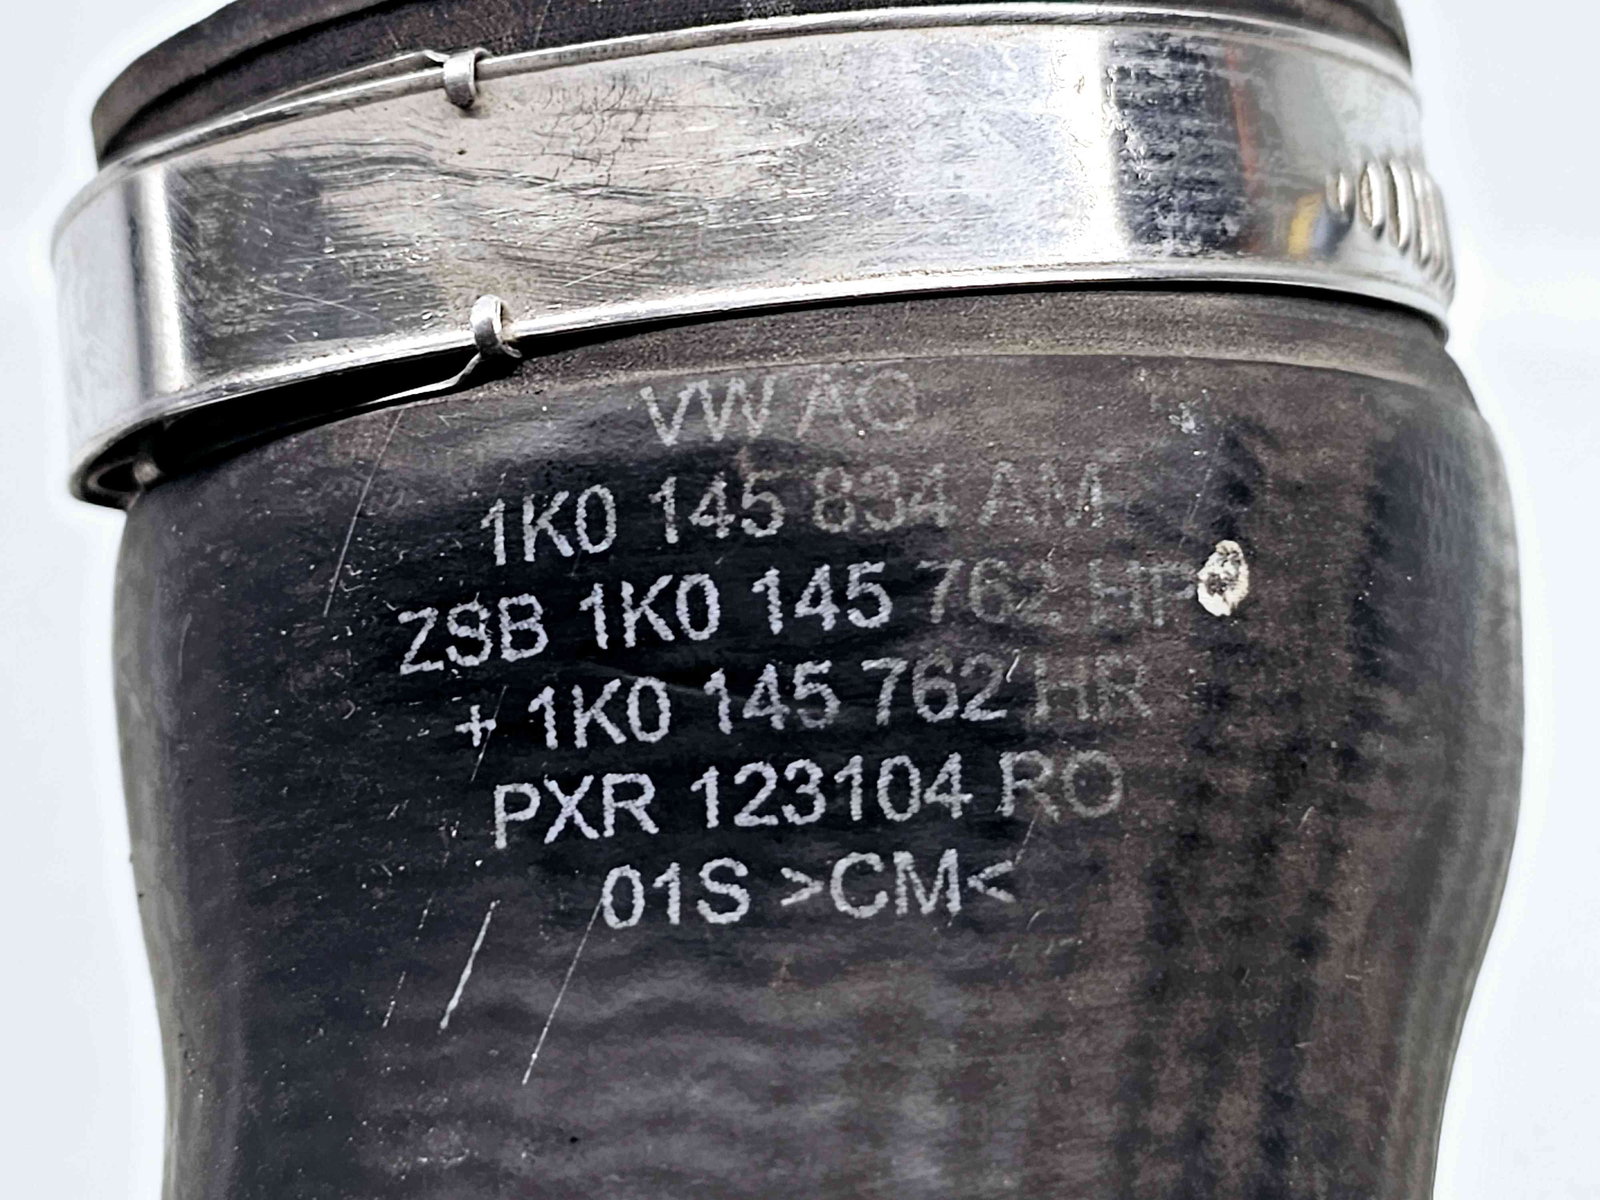 VW AG
1K0 145 834 AM
ZSB 1K0 145 762 HP
+ 1K0 145 762 HR
PXR 123104 RO
01S >CM<